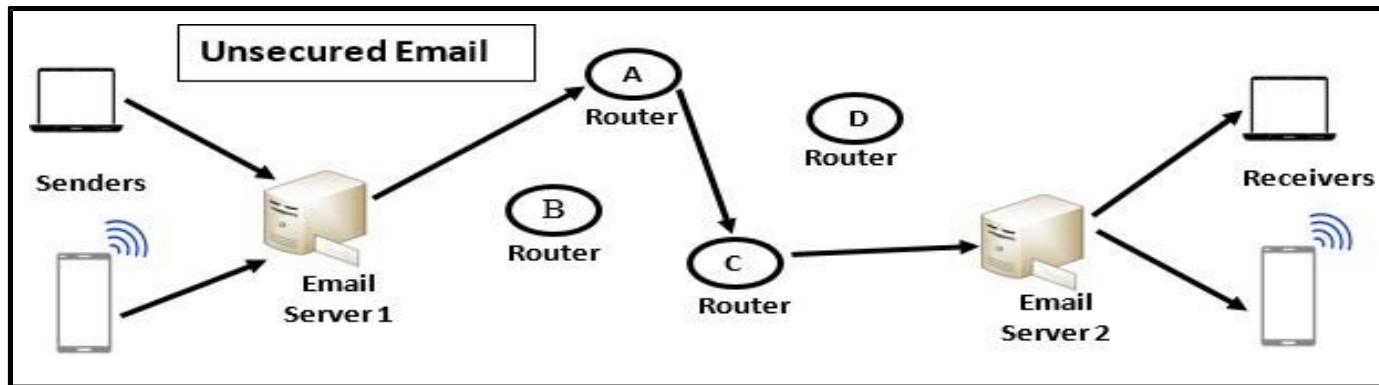 Unsecured Email
A
Router
D
Router
Senders
Receivers
B
Router
C
Router
Email
Server 1
Email
Server 2